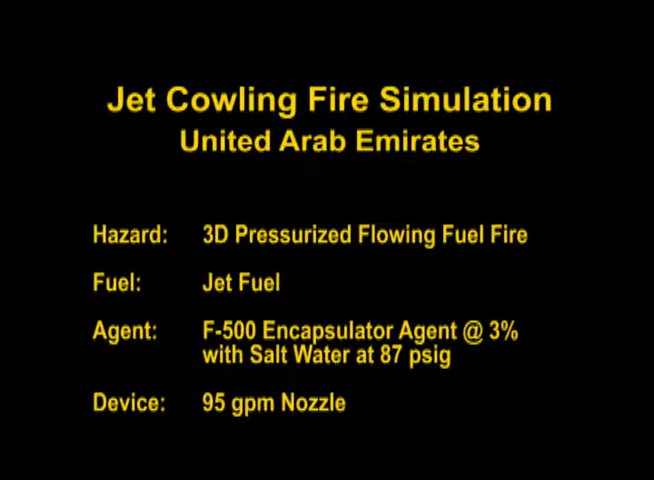 Jet Cowling Fire Simulation
United Arab Emirates
Hazard: 3D Pressurized Flowing Fuel Fire
Fuel: Jet Fuel
Agent: F-500 Encapsulator Agent @ 3%
with Salt Water at 87 psig
Device: 95 gpm Nozzle